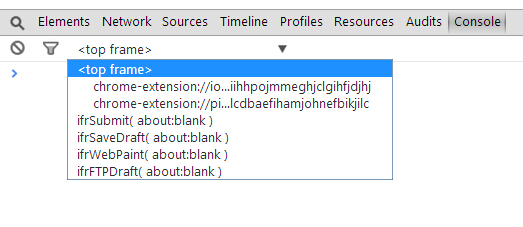 Elements Network Sources Timeline Profiles Resources Audits Console
<top frame>
<top frame>
chrome-extension://io...iihhpojmmeghjclgihfjdjhj
chrome-extension://pi...lcdbaefihamjohnefbikjilc
ifrSubmit( about:blank )
ifrSaveDraft( about:blank )
ifrWebPaint( about:blank )
ifrFTPDraft( about:blank )